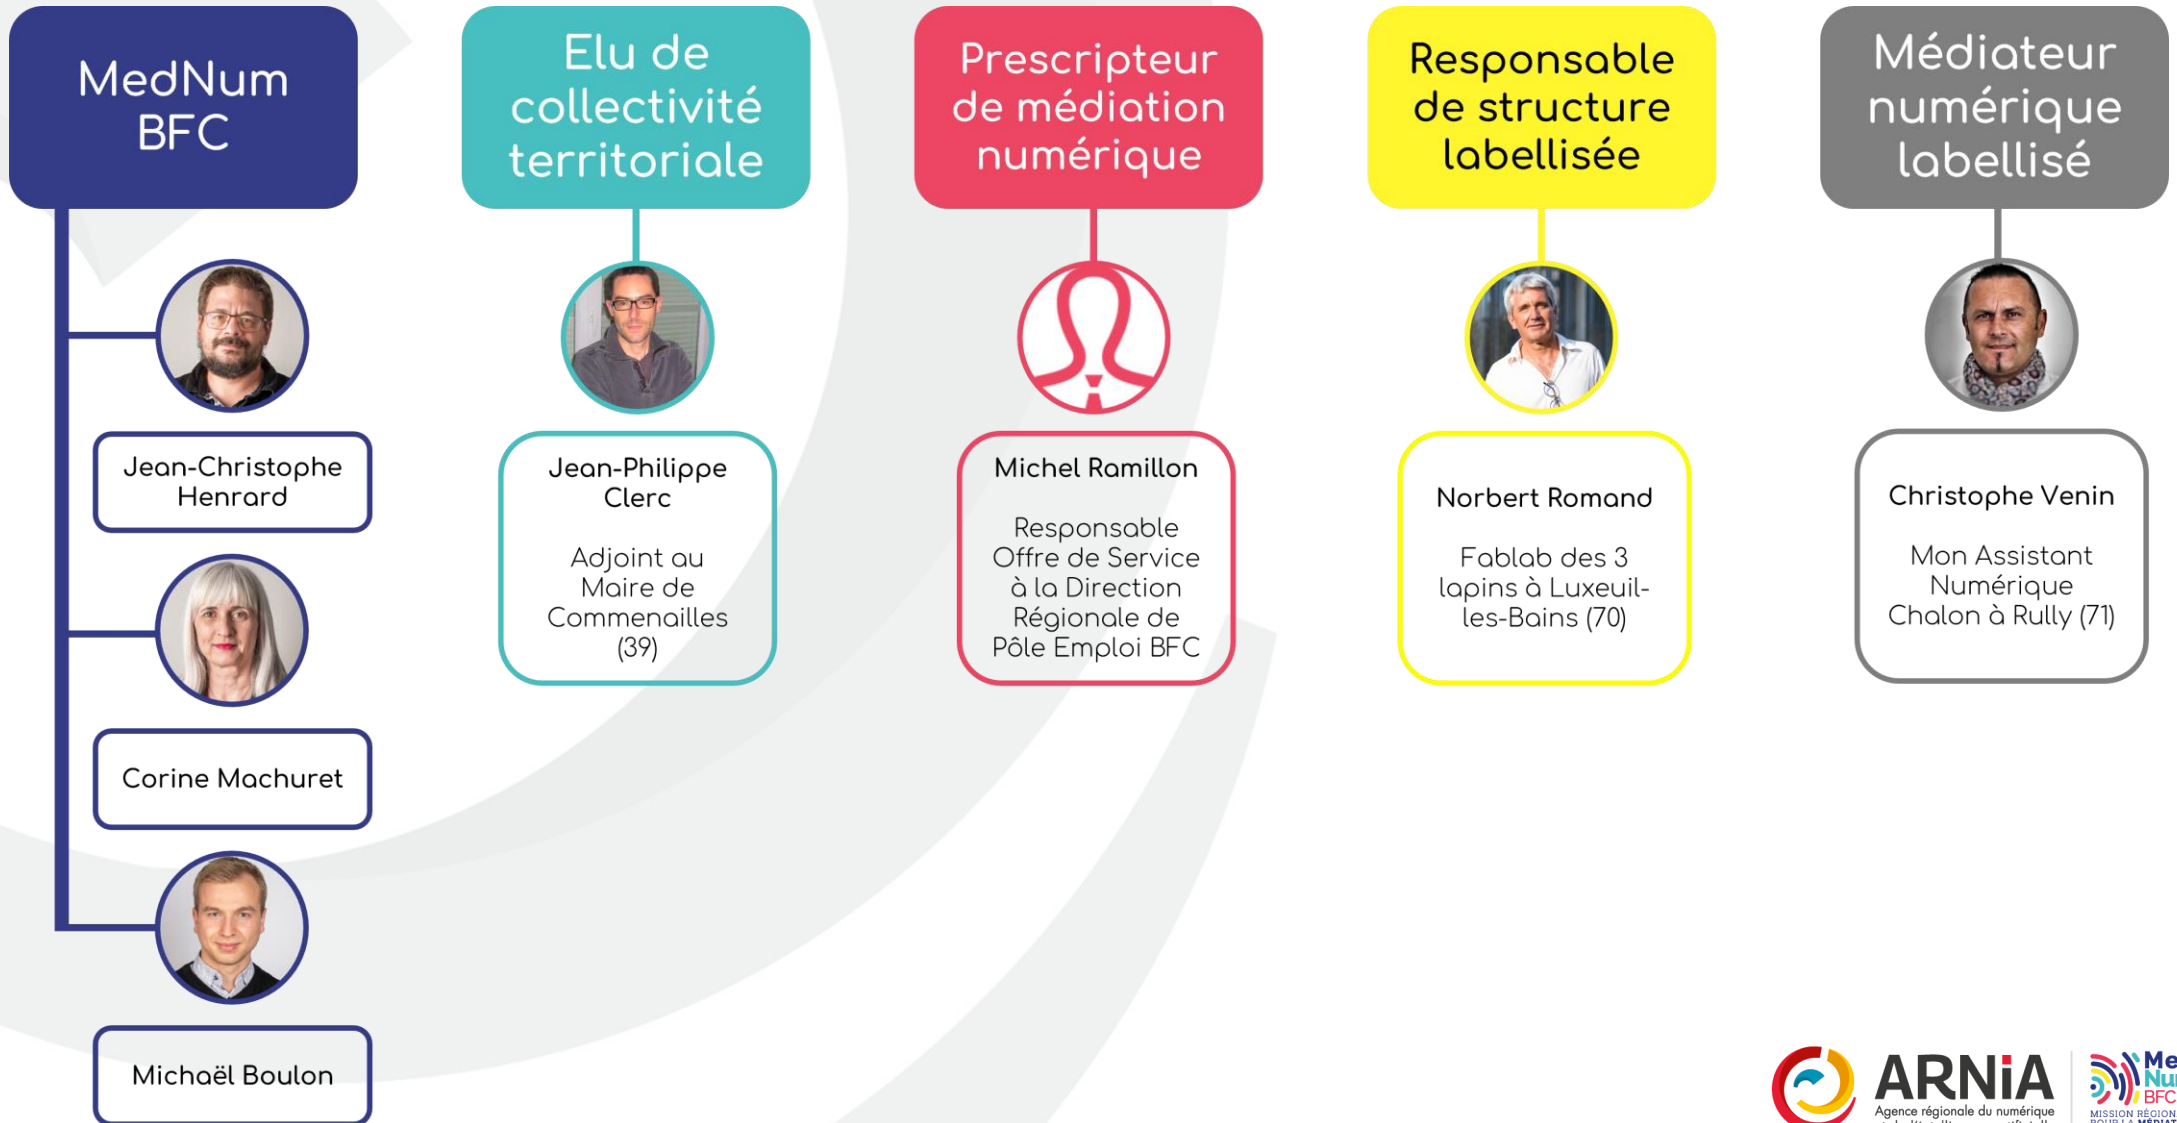 MedNum
BFC
Elu de
collectivité
territoriale
Prescripteur
de médiation
numérique
Responsable
de structure
labellisée
Médiateur
numérique
labellisé
Jean-Christophe
Henrard
Corine Machuret
Michaël Boulon
Jean-Philippe
Clerc
Adjoint au
Maire de
Commenailles
(39)
Michel Ramillon
Responsable
Offre de Service
à la Direction
Régionale de
Pôle Emploi BFC
Norbert Romand
Fablab des 3
lapins à Luxeuil-
les-Bains (70)
Christophe Venin
Mon Assistant
Numérique
Chalon à Rully (71)
ARNiA
Agence régionale du numérique
BFC
MISSION
POUR LA